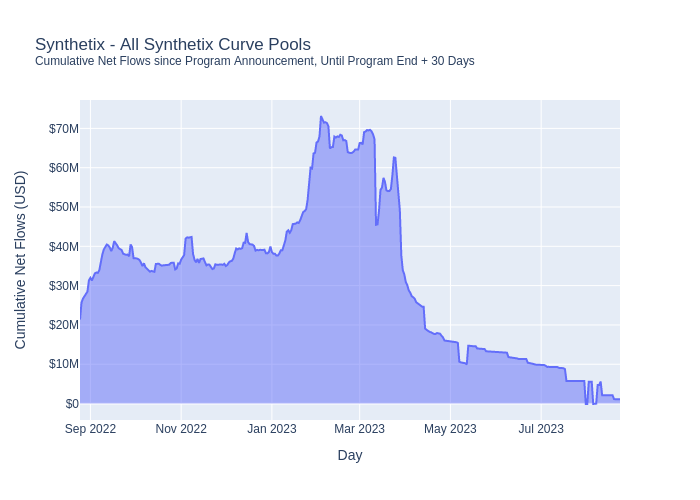 Synthetix - All Synthetix Curve Pools
Cumulative Net Flows since Program Announcement, Until Program End + 30 Days
Cumulative Net Flows (USD)
$70M
$60M
$50M
$40M
$30M
$20M
$10M
$0
Sep 2022 Nov 2022 Jan 2023 Mar 2023 May 2023 Jul 2023
Day